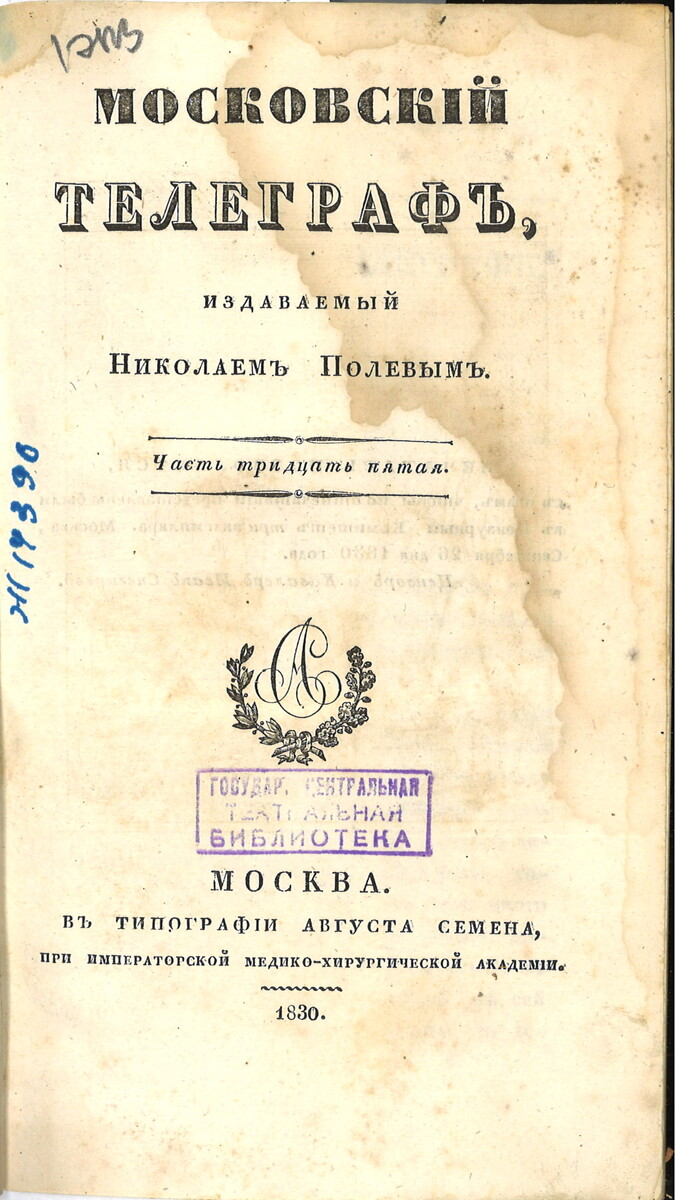 МОСКОВСКІЙ
ТЕЛЕГРАФЪ,
ИЗДАВАЕМЫЙ
НИКОЛАЕМЪ ПОЛЕВЫМЪ.
Часть тридцать пятая.
АС
ГОСУДАР. ЦЕНТРАЛЬНАЯ
ТЕАТРАЛЬНАЯ
БИБЛИОТЕКА
МОСКВА.
ВЪ ТИПОГРАФІИ АВГУСТА СЕМЕНА,
ПРИ ИМПЕРАТОРСКОЙ МЕДИКО-ХИРУРГИЧЕСКОЙ АКАДЕМІИ.
1830.